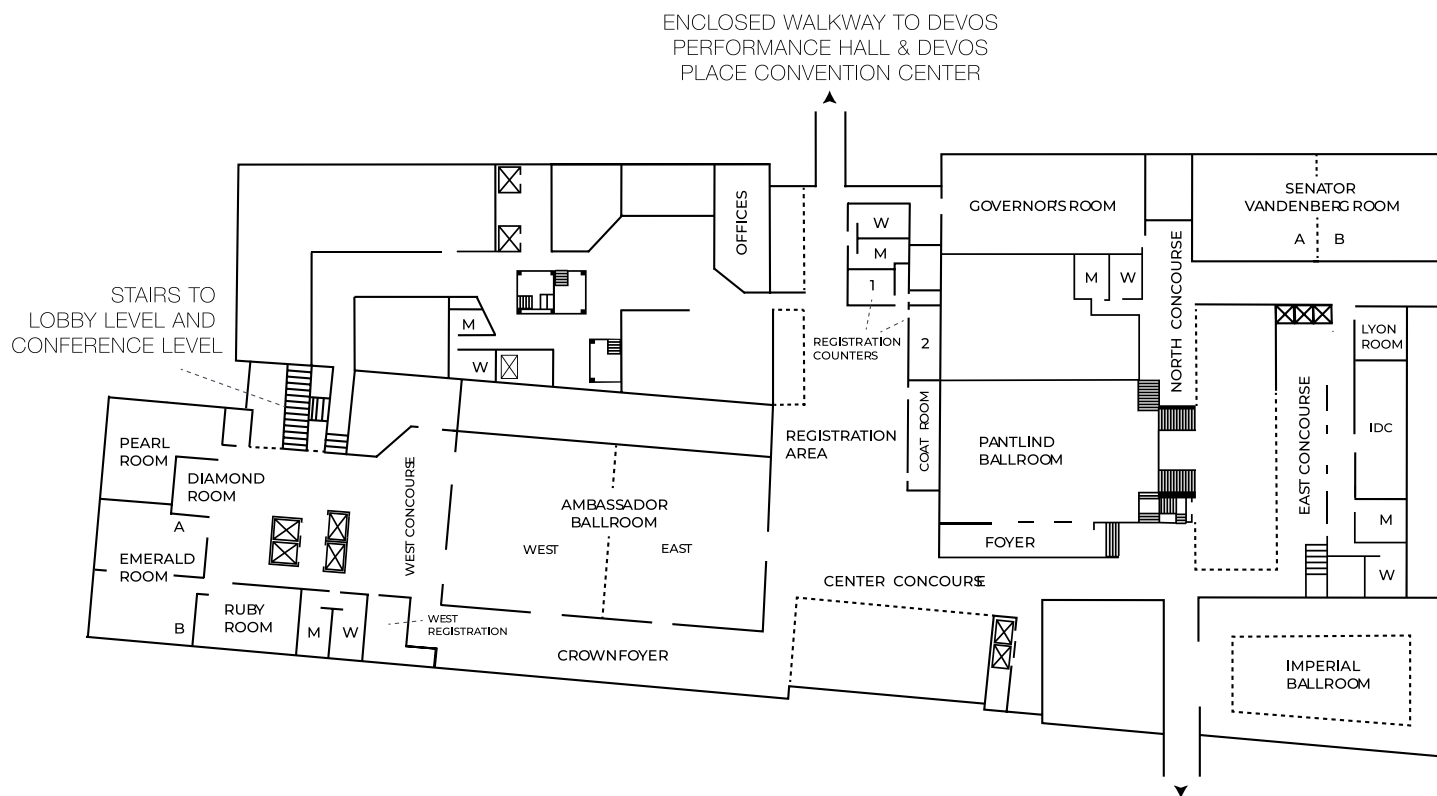 ENCLOSED WALKWAY TO DEVOS
PERFORMANCE HALL & DEVOS
PLACE CONVENTION CENTER
STAIRS TO
LOBBY LEVEL AND
CONFERENCE LEVEL
OFFICES
W
M
1
2
REGISTRATION
COUNTERS
GOVERNOR'S ROOM
M
W
NORTH CONCOURSE
SENATOR
VANDENBERG ROOM
A
B
LYON
ROOM
IDC
EAST CONCOURSE
M
W
M
W
PEARL
ROOM
DIAMOND
ROOM
A
EMERALD
ROOM
B
RUBY
ROOM
M
W
WEST
REGISTRATION
WEST CONCOURSE
AMBASSADOR
BALLROOM
WEST
EAST
CROWN FOYER
REGISTRATION
AREA
COAT ROOM
PANTLIND
BALLROOM
FOYER
CENTER CONCOURSE
IMPERIAL
BALLROOM